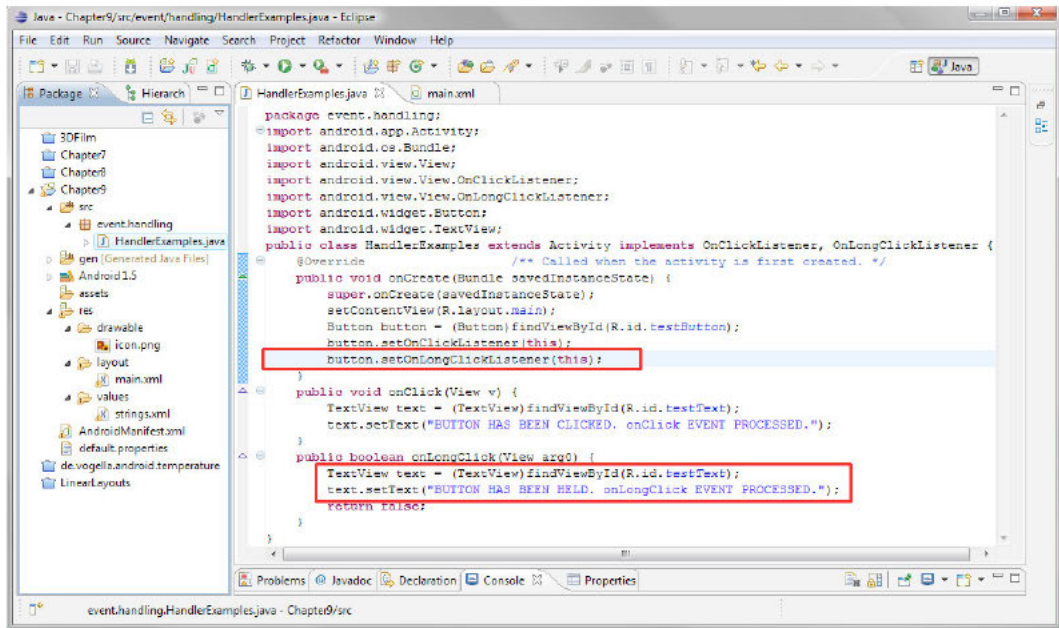 Java - Chapter9/src/event/handling/HandlerExamples.java - Eclipse
File Edit Run Source Navigate Search Project Refactor Window Help
Java
Package
Hierarch
HandlerExamples.java
main.xml
3DFilm
Chapter7
Chapter8
Chapter9
src
event.handling
HandlerExamples.java
gen [Generated Java Files]
Android 1.5
assets
res
drawable
icon.png
layout
main.xml
values
strings.xml
AndroidManifest.xml
default.properties
de.vogella.android.temperature
LinearLayouts
package event.handling;
import android.app.Activity;
import android.os.Bundle;
import android.view.View;
import android.view.View.OnClickListener;
import android.view.View.OnLongClickListener;
import android.widget.Button;
import android.widget.TextView;
public class HandlerExamples extends Activity implements OnClickListener, OnLongClickListener {
@Override /** Called when the activity is first created. */
public void onCreate(Bundle savedInstanceState) {
super.onCreate(savedInstanceState);
setContentView(R.layout.main);
Button button = (Button)findViewById(R.id.testButton);
button.setOnClickListener(this);
button.setOnLongClickListener(this);
}
public void onClick(View v) {
TextView text = (TextView)findViewById(R.id.testText);
text.setText("BUTTON HAS BEEN CLICKED. onClick EVENT PROCESSED.");
}
public boolean onLongClick(View arg0) {
TextView text = (TextView)findViewById(R.id.testText);
text.setText("BUTTON HAS BEEN HELD. onLongClick EVENT PROCESSED.");
return false;
}
}
Problems @ Javadoc Declaration Console Properties
event.handling.HandlerExamples.java - Chapter9/src